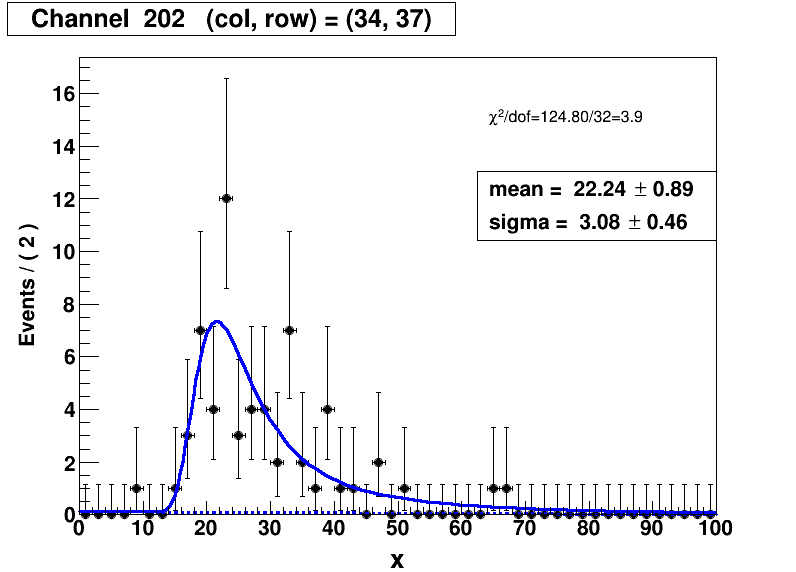 Channel 202 (col, row) = (34, 37)
χ²/dof=124.80/32=3.9
mean = 22.24 ± 0.89
sigma = 3.08 ± 0.46
Events / ( 2 )
16
14
12
10
8
6
4
2
0
0 10 20 30 40 50 60 70 80 90 100
x